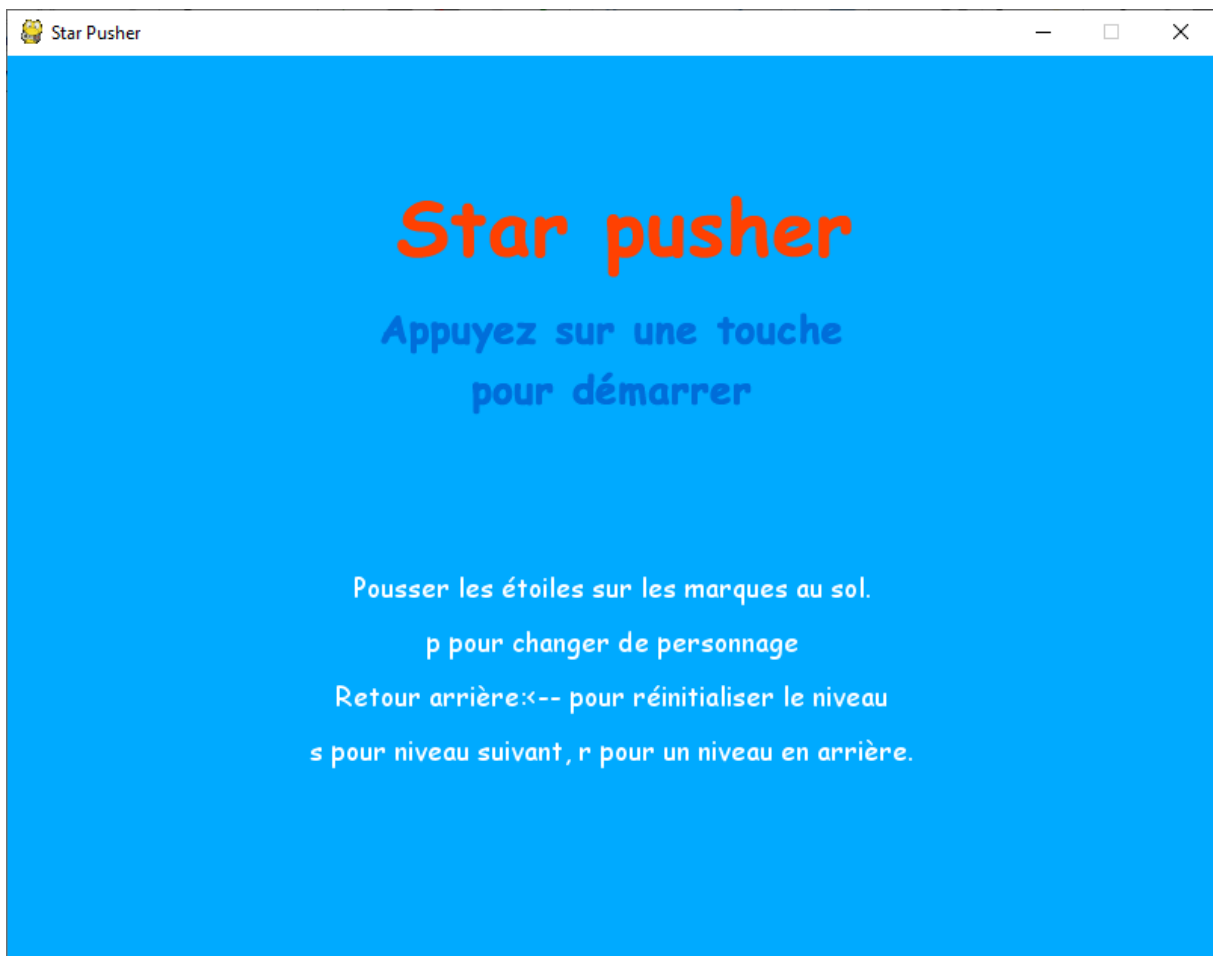 Star Pusher
Star pusher
Appuyez sur une touche
pour démarrer
Pousser les étoiles sur les marques au sol.
p pour changer de personnage
Retour arrière:<-- pour réinitialiser le niveau
s pour niveau suivant, r pour un niveau en arrière.